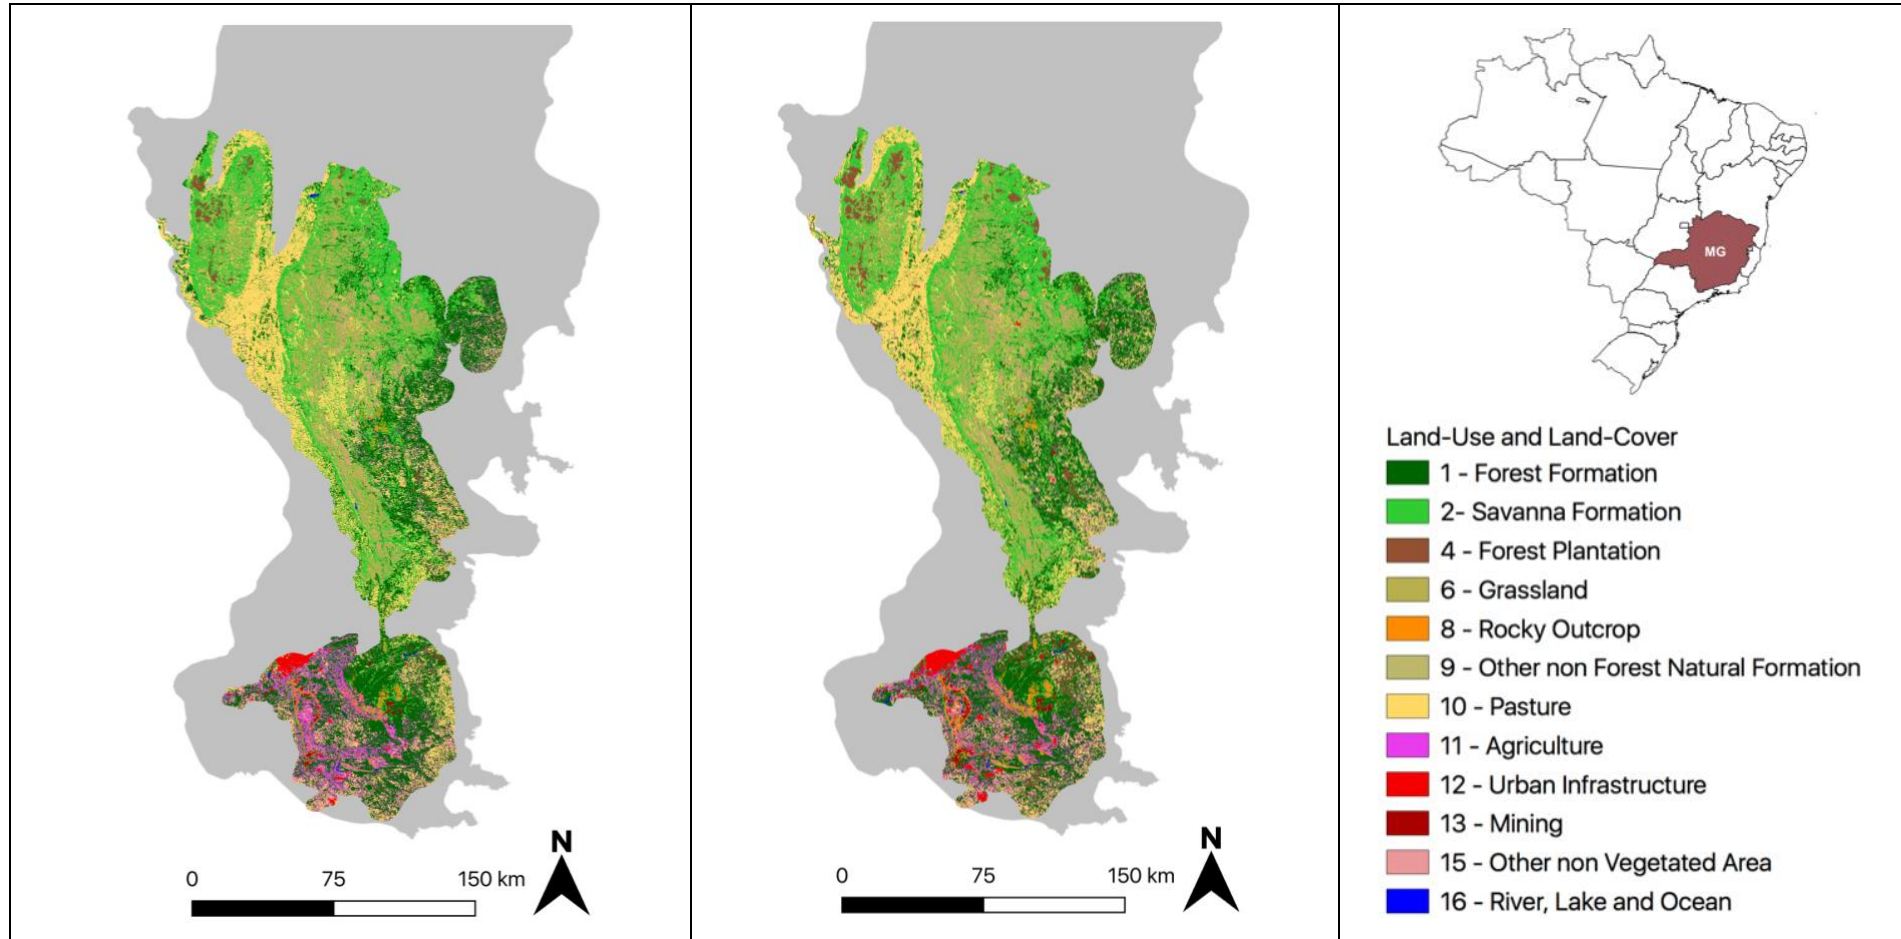 N
0 75 150 km
N
0 75 150 km
MG
Land-Use and Land-Cover
1 - Forest Formation
2- Savanna Formation
4 - Forest Plantation
6 - Grassland
8 - Rocky Outcrop
9 - Other non Forest Natural Formation
10 - Pasture
11 - Agriculture
12 - Urban Infrastructure
13 - Mining
15 - Other non Vegetated Area
16 - River, Lake and Ocean